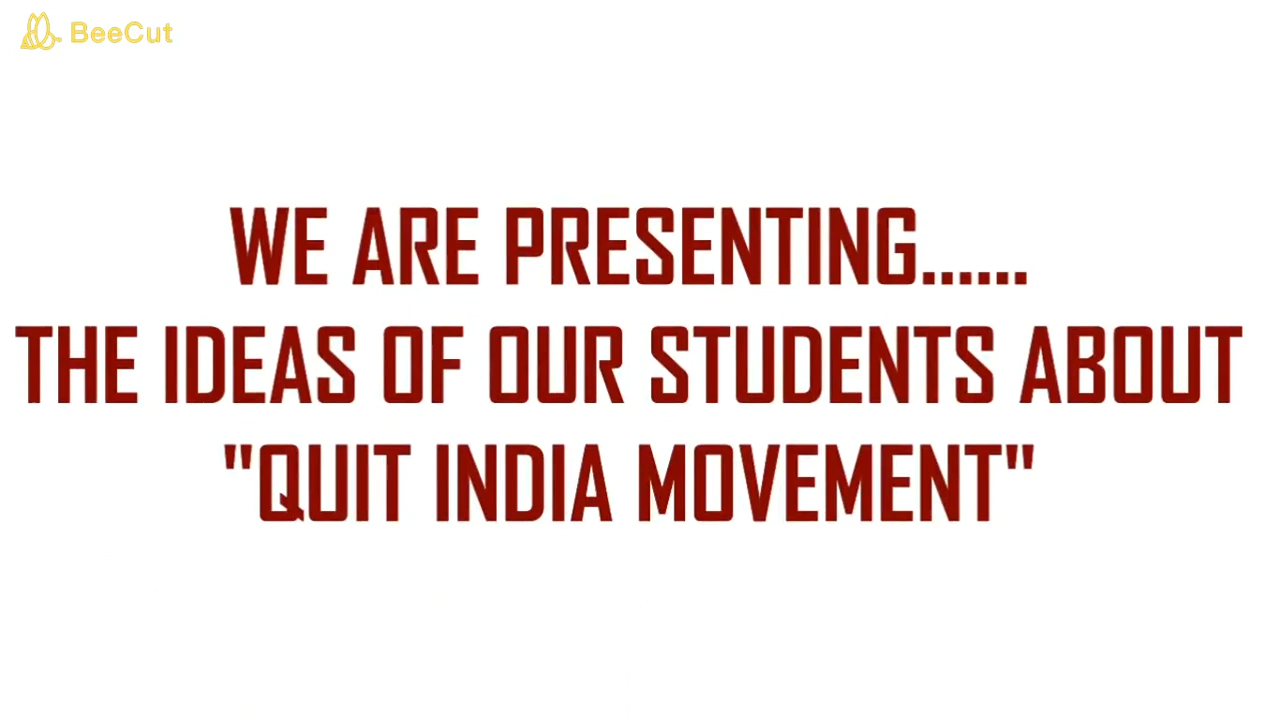 BeeCut
WE ARE PRESENTING......
THE IDEAS OF OUR STUDENTS ABOUT
"QUIT INDIA MOVEMENT"